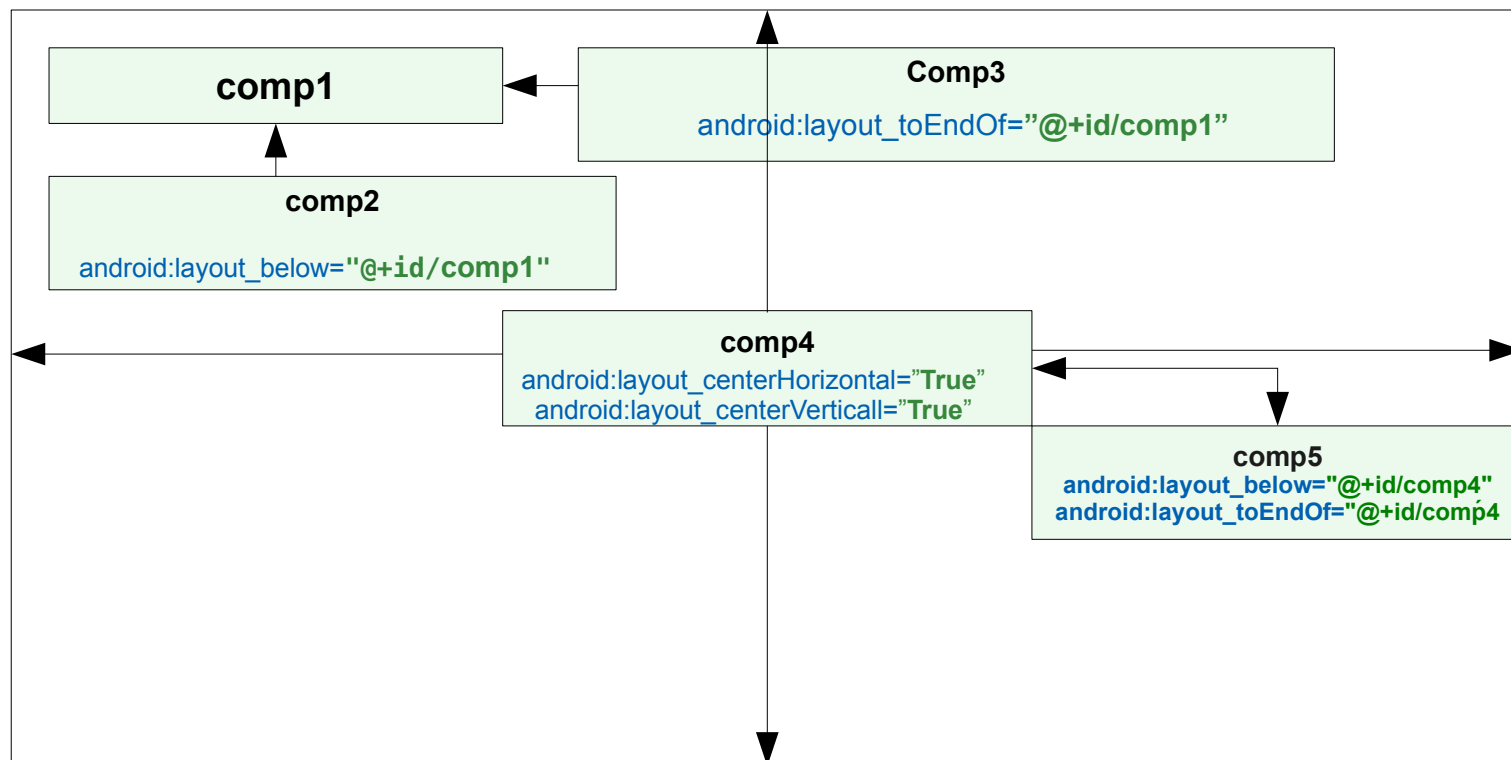 comp1
Comp3
android:layout_toEndOf=”@+id/comp1”
comp2
android:layout_below="@+id/comp1"
comp4
android:layout_centerHorizontal=”True”
android:layout_centerVerticall=”True”
comp5
android:layout_below="@+id/comp4"
android:layout_toEndOf="@+id/comṕ4